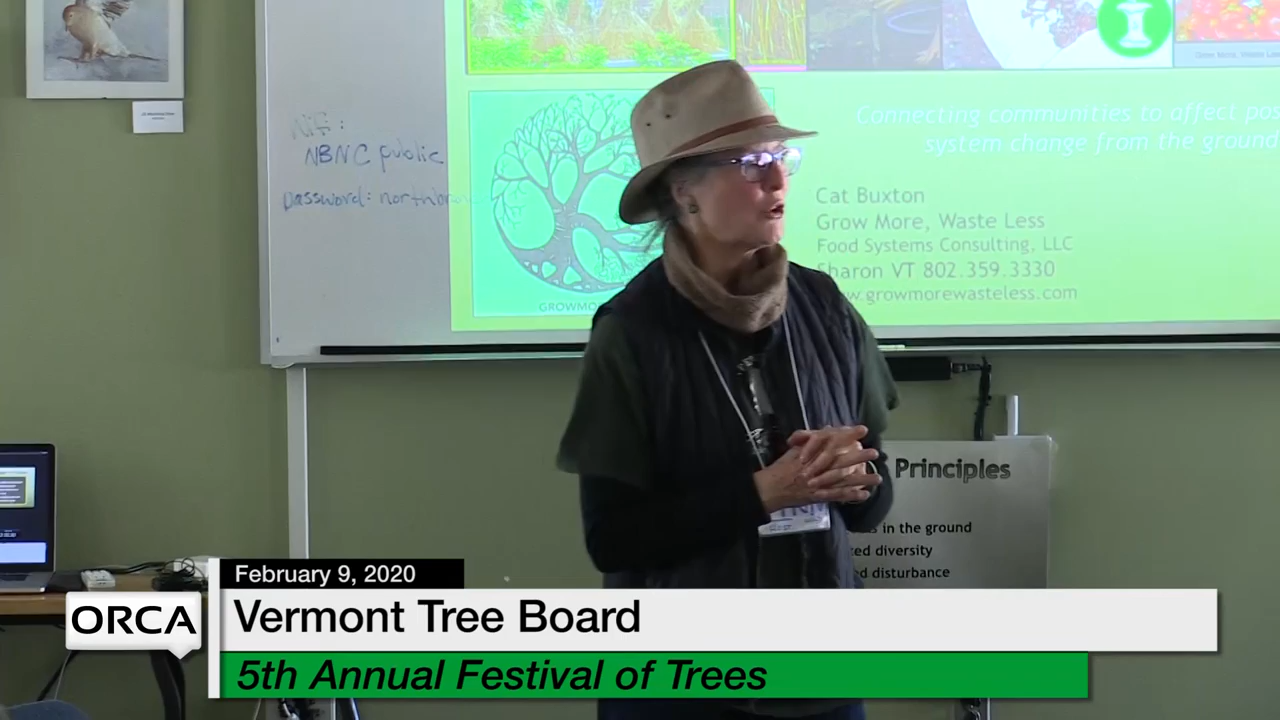 Wifi:
NBNC public
password:
Connecting communities to affect
system change from the ground
Cat Buxton
Grow More, Waste Less
Food Systems Consulting, LLC
Sharon VT 802.359.3330
www.growmorewasteless.com
Principles
in the ground
diversity
disturbance
February 9, 2020
ORCA
Vermont Tree Board
5th Annual Festival of Trees